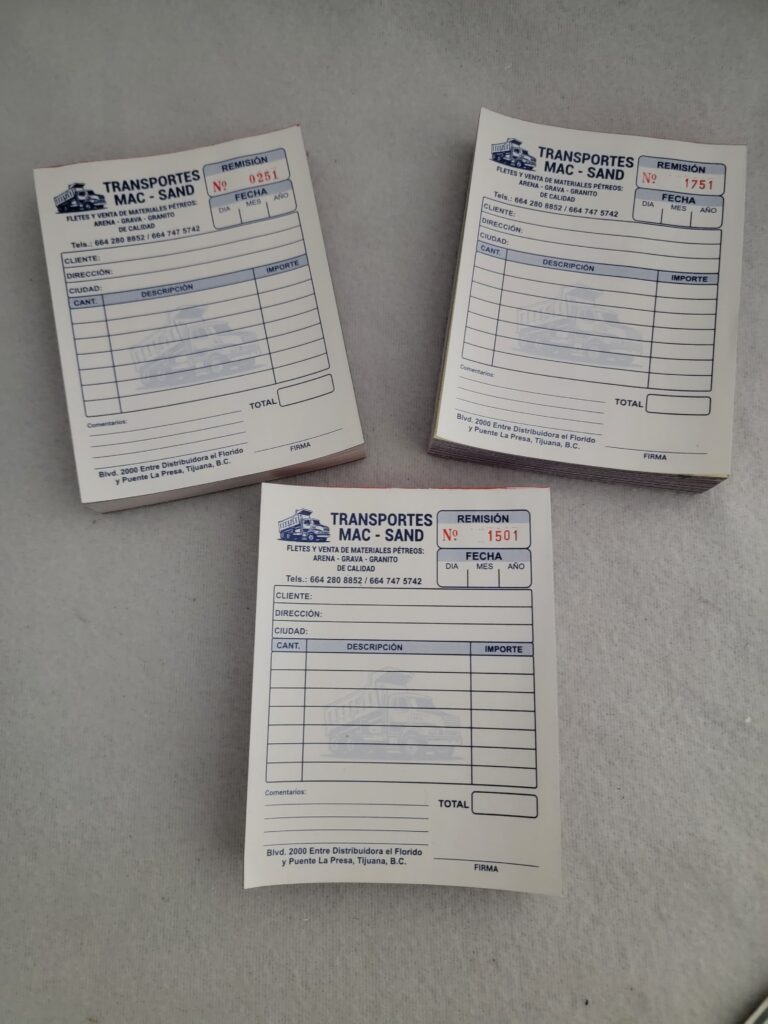 TRANSPORTES
MAC - SAND
FLETES Y VENTA DE MATERIALES PÉTREOS:
ARENA - GRAVA - GRANITO
DE CALIDAD
Tels.: 664 280 8852 / 664 747 5742
REMISIÓN
Nº 0251
FECHA
DIA MES AÑO
CLIENTE:
DIRECCIÓN:
CIUDAD:
CANT. DESCRIPCIÓN IMPORTE
TOTAL
Comentarios:
Blvd. 2000 Entre Distribuidora el Florido
y Puente La Presa, Tijuana, B.C.
FIRMA
TRANSPORTES
MAC - SAND
FLETES Y VENTA DE MATERIALES PÉTREOS:
ARENA - GRAVA - GRANITO
DE CALIDAD
Tels.: 664 280 8852 / 664 747 5742
REMISIÓN
Nº 1751
FECHA
DIA MES AÑO
CLIENTE:
DIRECCIÓN:
CIUDAD:
CANT. DESCRIPCIÓN IMPORTE
Comentarios:
TOTAL
Blvd. 2000 Entre Distribuidora el Florido
y Puente La Presa, Tijuana, B.C.
FIRMA
TRANSPORTES
MAC - SAND
FLETES Y VENTA DE MATERIALES PÉTREOS:
ARENA - GRAVA - GRANITO
DE CALIDAD
Tels.: 664 280 8852 / 664 747 5742
REMISIÓN
Nº 1501
FECHA
DIA MES AÑO
CLIENTE:
DIRECCIÓN:
CIUDAD:
CANT. DESCRIPCIÓN IMPORTE
Comentarios:
TOTAL
Blvd. 2000 Entre Distribuidora el Florido
y Puente La Presa, Tijuana, B.C.
FIRMA